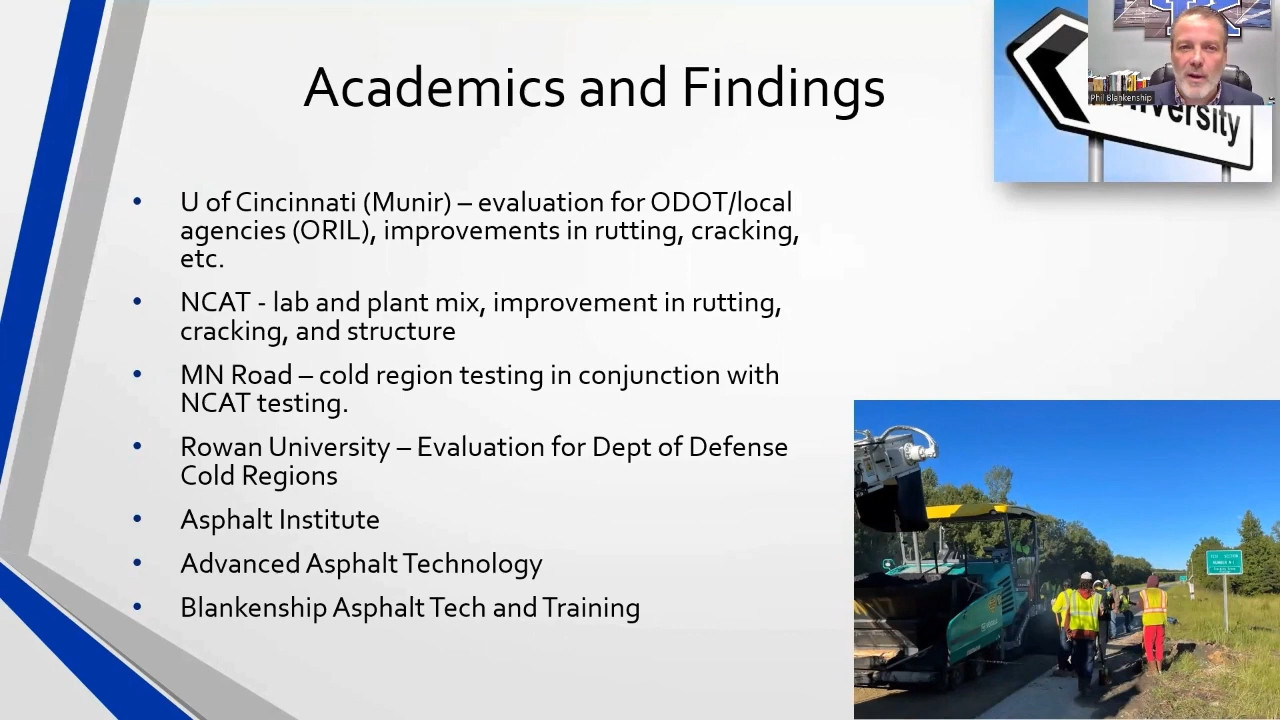 Academics and Findings
Phil Blankenship
versity
• U of Cincinnati (Munir) – evaluation for ODOT/local
agencies (ORIL), improvements in rutting, cracking,
etc.
• NCAT - lab and plant mix, improvement in rutting,
cracking, and structure
• MN Road – cold region testing in conjunction with
NCAT testing.
• Rowan University – Evaluation for Dept of Defense
Cold Regions
• Asphalt Institute
• Advanced Asphalt Technology
• Blankenship Asphalt Tech and Training